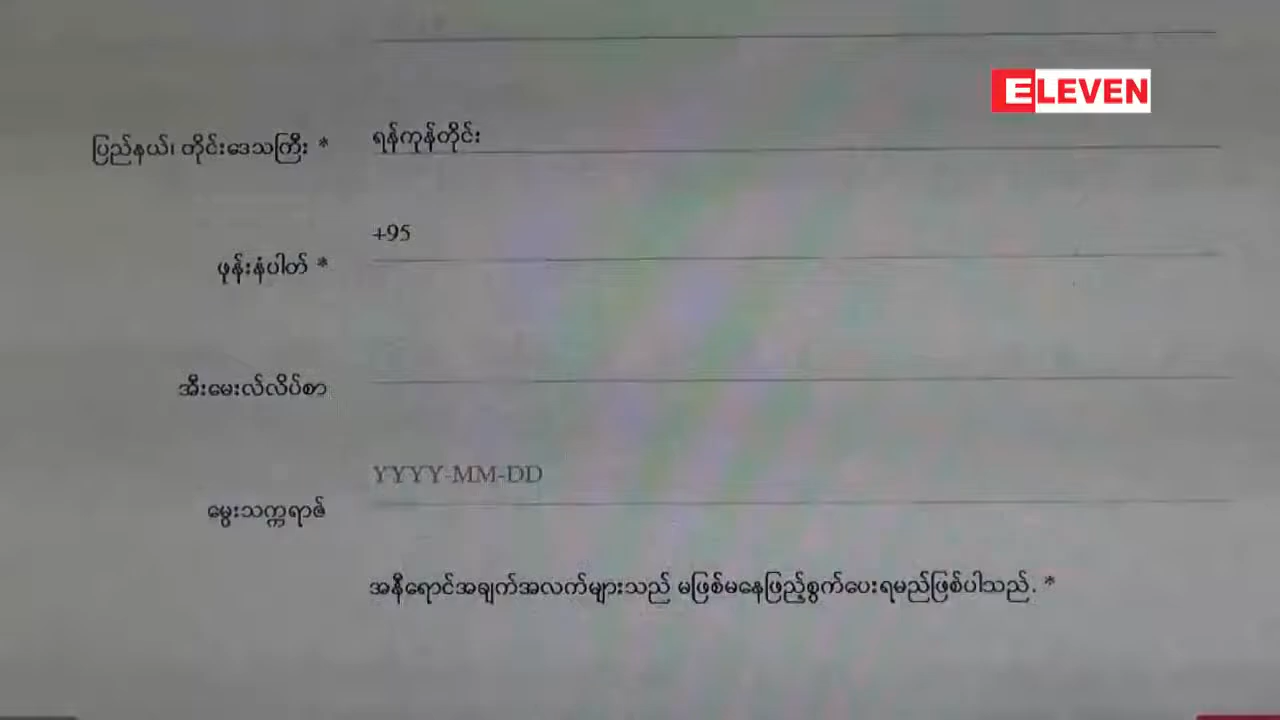 ELEVEN
ရန်ကုန်တိုင်း
ပြည်နယ်၊ တိုင်းဒေသကြီး *
+95
ဖုန်းနံပါတ် *
အီးမေးလ်လိပ်စာ
YYYY-MM-DD
မွေးသက္ကရာဇ်
အနီရောင်အချက်အလက်များသည် မဖြစ်မနေဖြည့်စွက်ပေးရမည်ဖြစ်ပါသည်. *